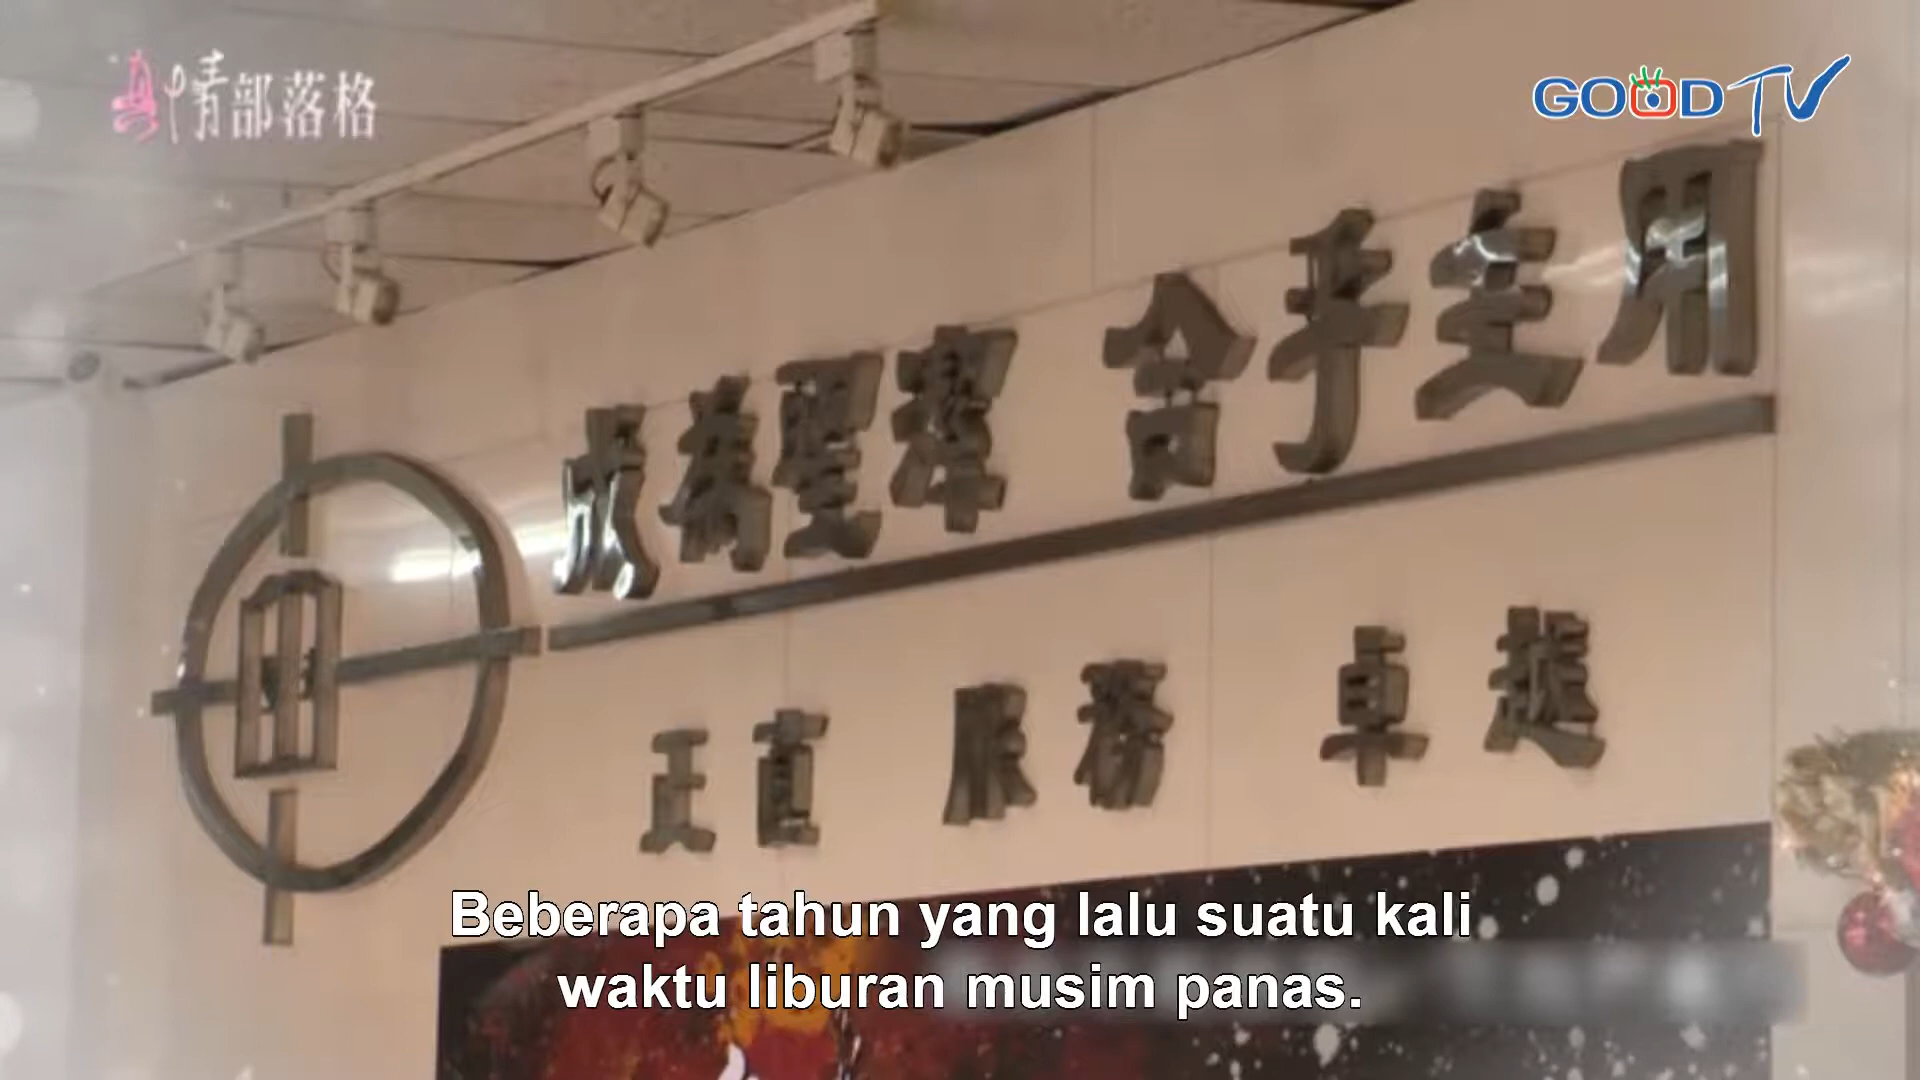 真情部落格
GOOD TV
成為聖潔 合乎主用
正直 服務 卓越
Beberapa tahun yang lalu suatu kali
waktu liburan musim panas.